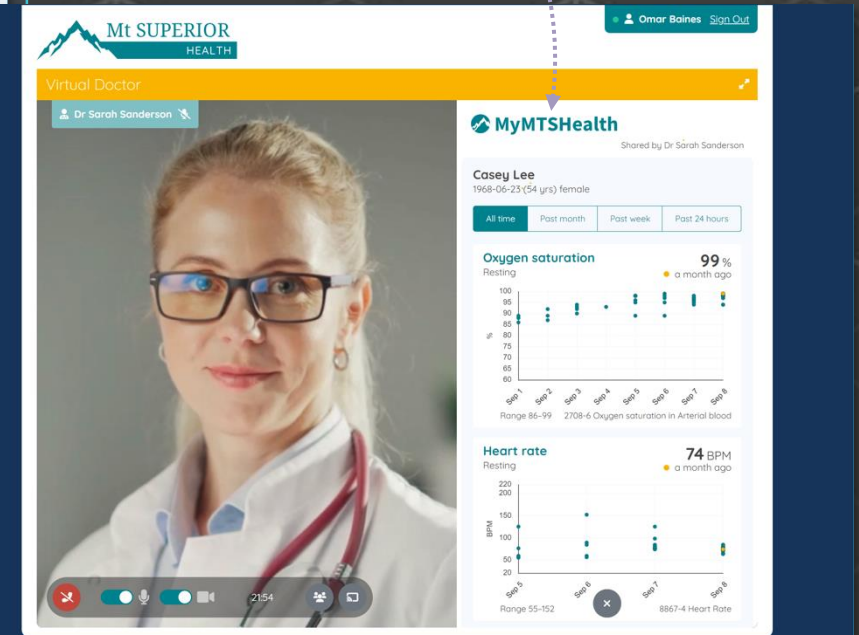 Mt SUPERIOR
HEALTH
Omar Baines Sign Out
Virtual Doctor
Dr Sarah Sanderson
MyMTSHealth
Shared by Dr Sarah Sanderson
Casey Lee
1968-06-23 (54 yrs) female
All time Past month Past week Past 24 hours
Oxygen saturation 99 %
Resting a month ago
100
95
90
85
80
75
70
65
60
%
Sep 1 Sep 2 Sep 3 Sep 4 Sep 5 Sep 6 Sep 7 Sep 8
Range 86-99 2708-6 Oxygen saturation in Arterial blood
Heart rate 74 BPM
Resting a month ago
220
200
150
100
50
20
BPM
Sep 5 Sep 6 Sep 7 Sep 8
Range 55-152 8867-4 Heart Rate
21:54